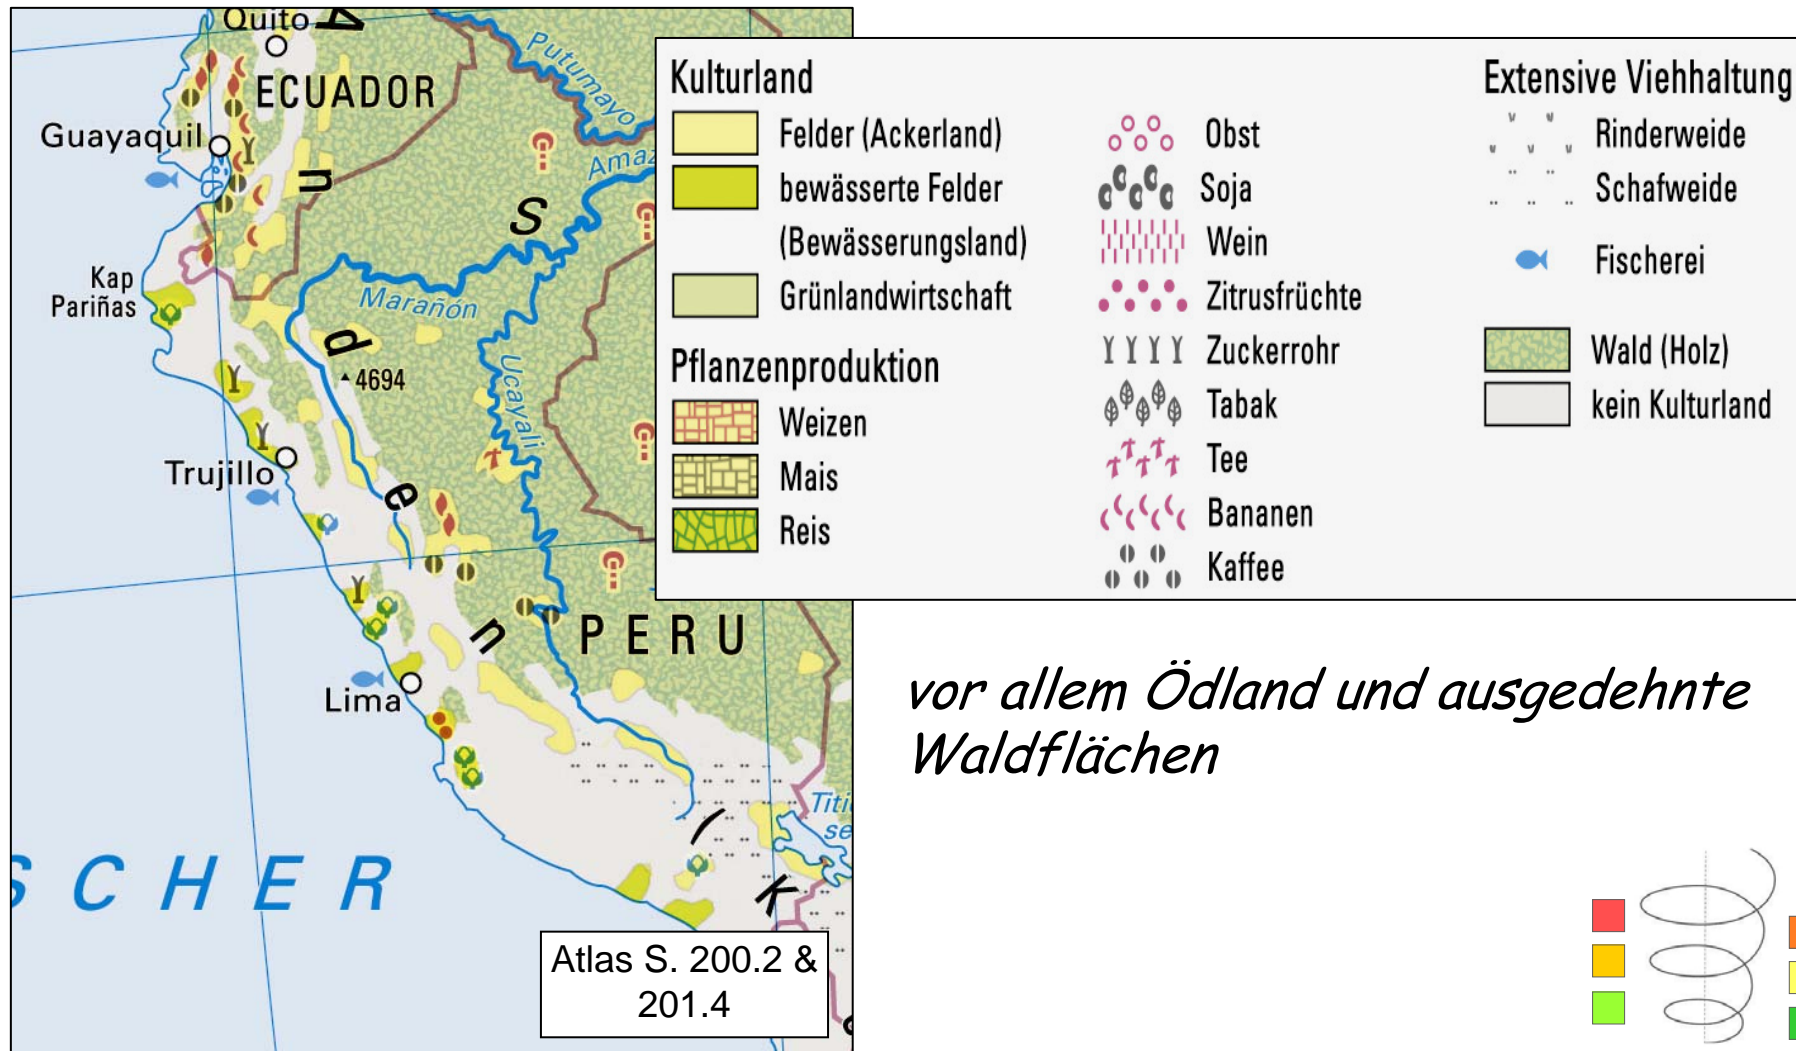 Quito
ECUADOR
Guayaquil
Kap
Pariñas
Putumayo
Marañón
Ucayali
4694
Trujillo
Lima
PERU
A n d e n
S
SCHER
Atlas S. 200.2 &
201.4
Kulturland
Felder (Ackerland)
bewässerte Felder
(Bewässerungsland)
Grünlandwirtschaft
Pflanzenproduktion
Weizen
Mais
Reis
Obst
Soja
Wein
Zitrusfrüchte
Zuckerrohr
Tabak
Tee
Bananen
Kaffee
Extensive Viehhaltung
Rinderweide
Schafweide
Fischerei
Wald (Holz)
kein Kulturland
vor allem Ödland und ausgedehnte
Waldflächen